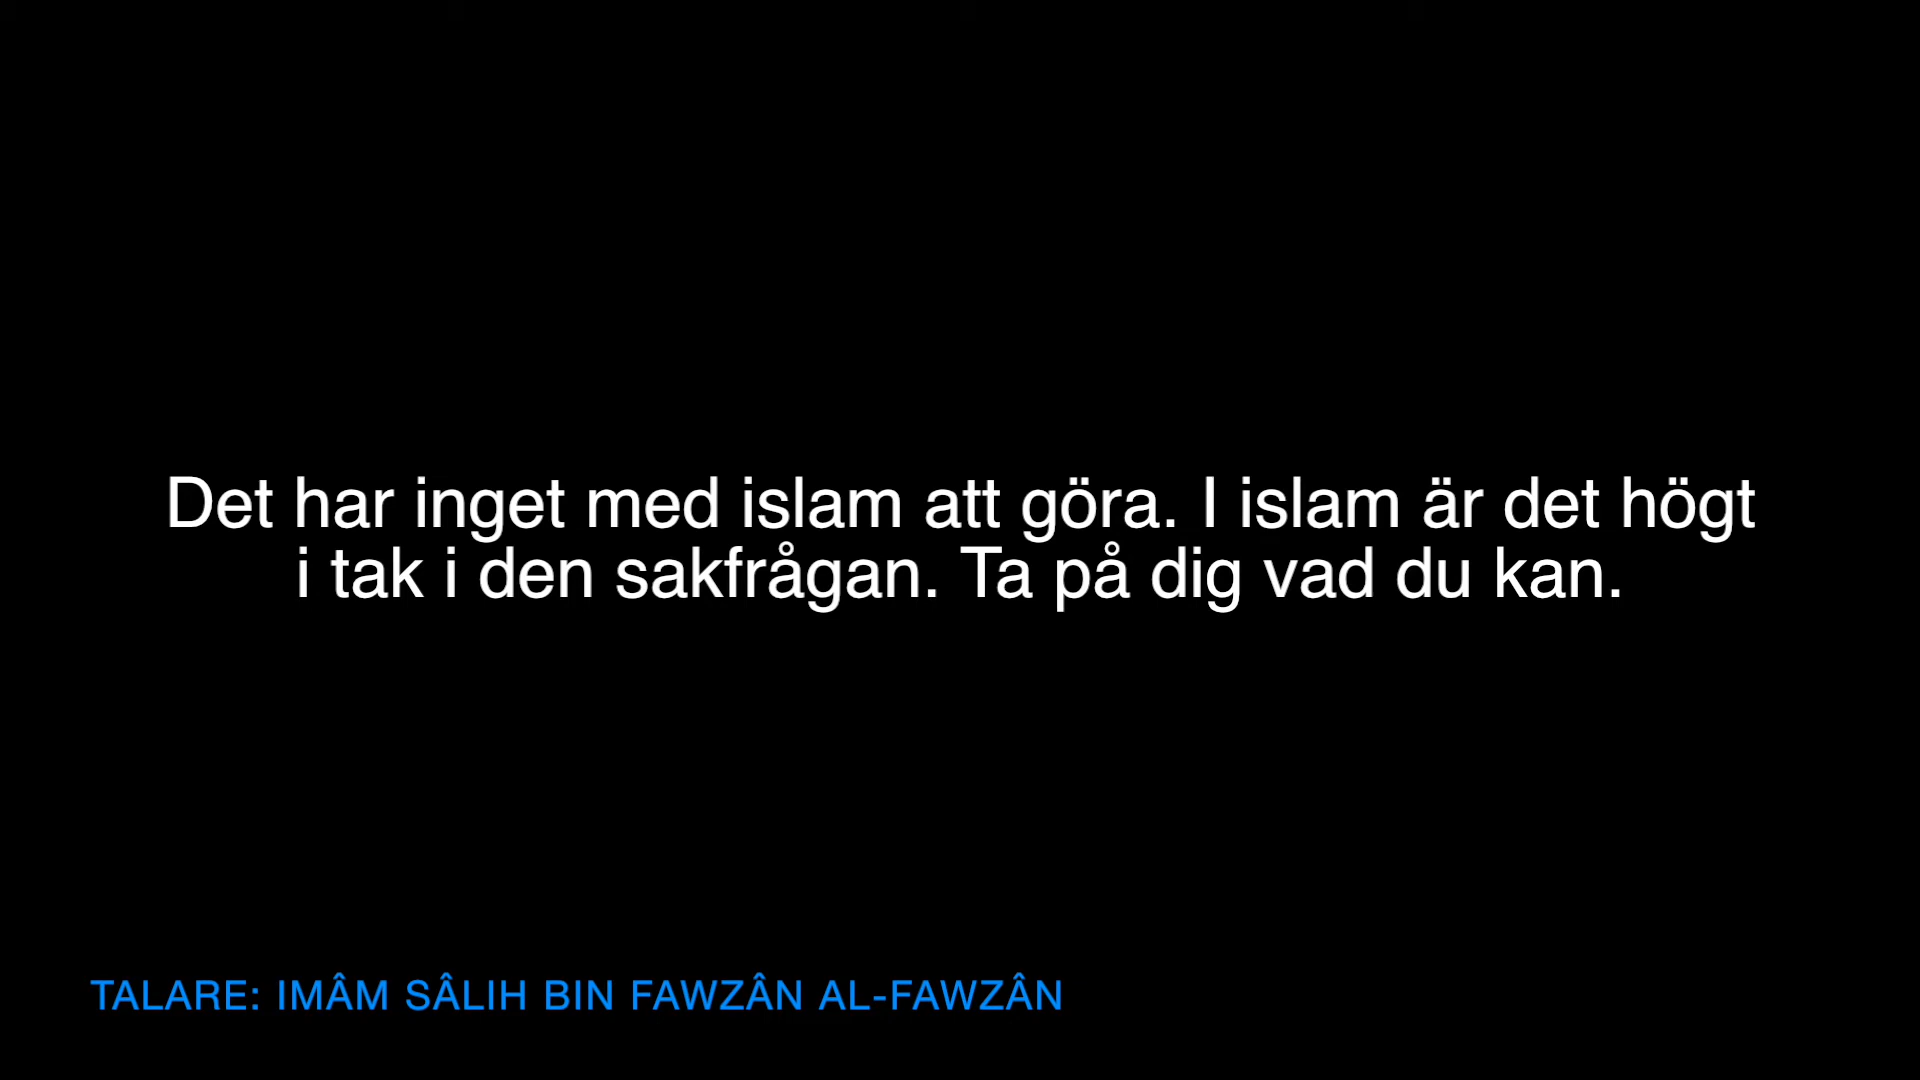 Det har inget med islam att göra. I islam är det högt
i tak i den sakfrågan. Ta på dig vad du kan.
TALARE: IMÂM SÂLIH BIN FAWZÂN AL-FAWZÂN